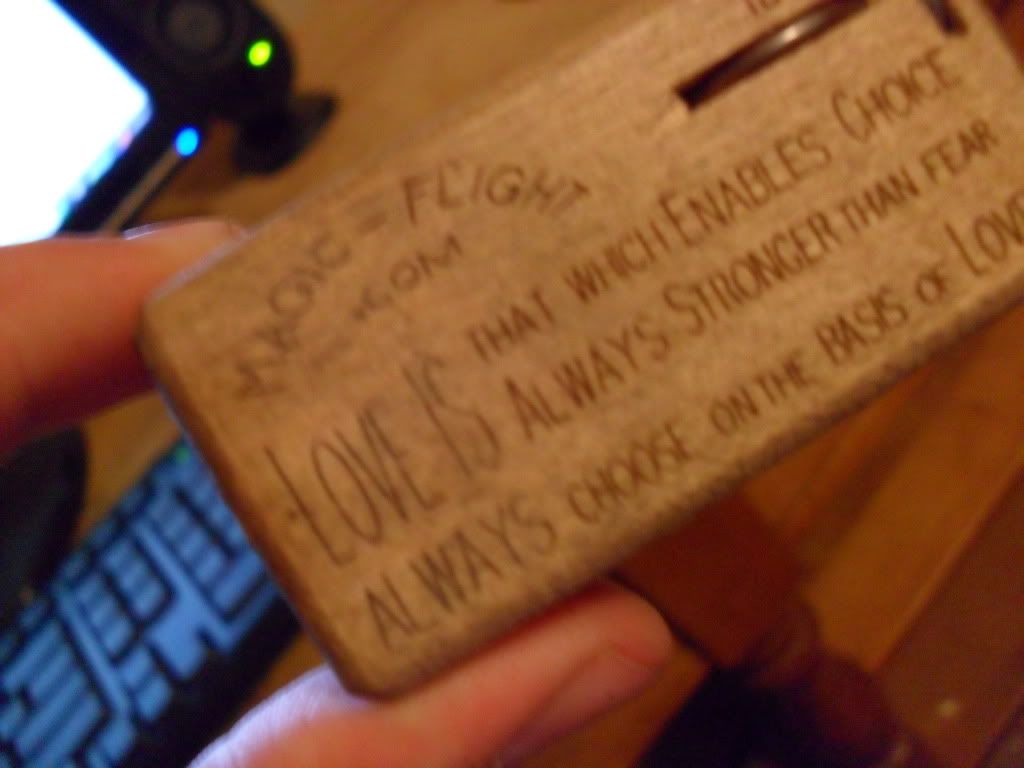 FLIGHT
.COM
LOVE IS THAT WHICH ENABLES CHOICE
ALWAYS STRONGER THAN FEAR
ALWAYS CHOOSE ON THE BASIS OF LOVE